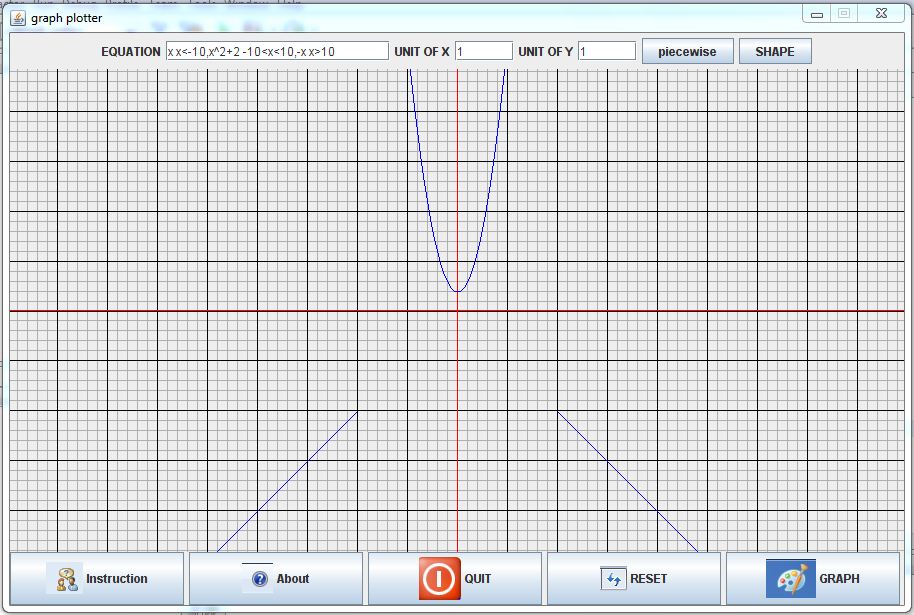 graph plotter
EQUATION x x<-10,x^2+2 -10<x<10,-x x>10 UNIT OF X 1 UNIT OF Y 1 piecewise SHAPE
Instruction About QUIT RESET GRAPH